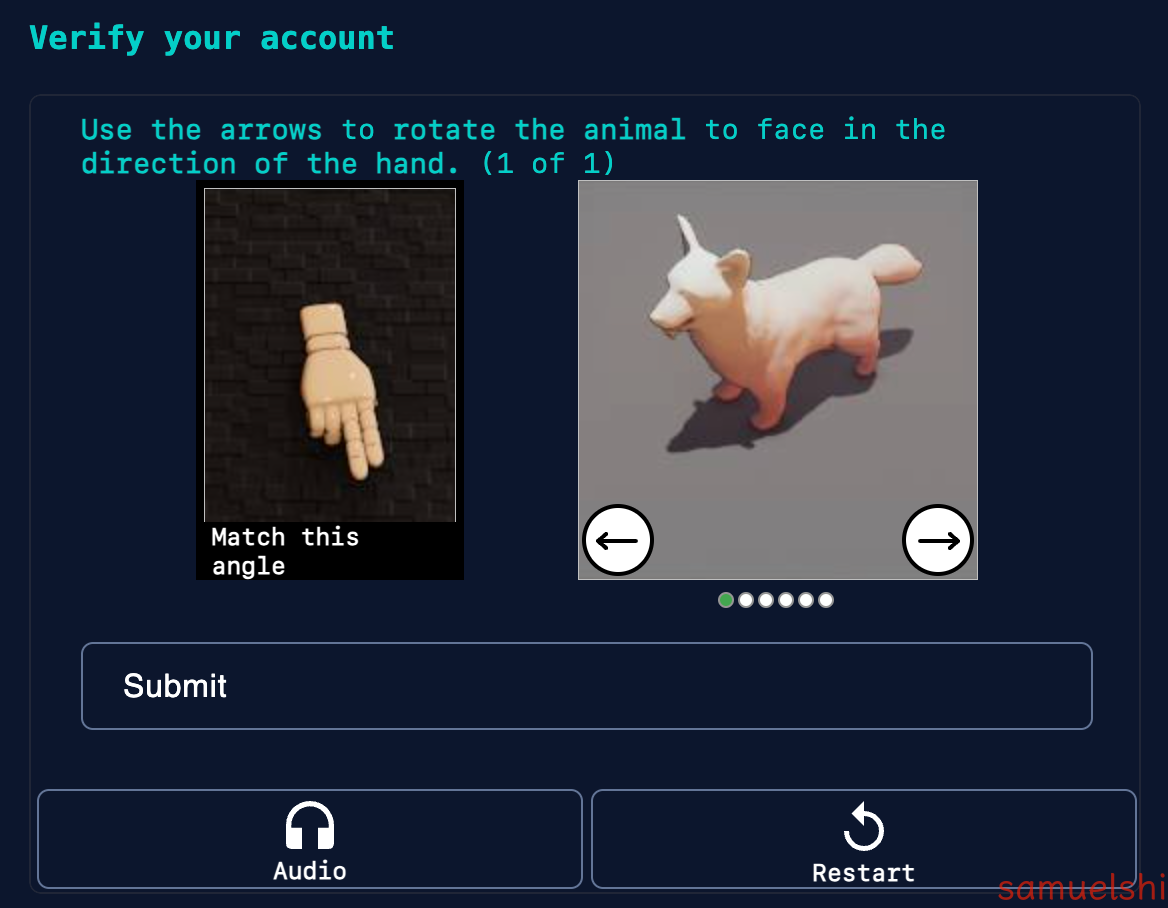 Verify your account
Use the arrows to rotate the animal to face in the
direction of the hand. (1 of 1)
Match this
angle
Submit
Audio
Restart
samuelshi